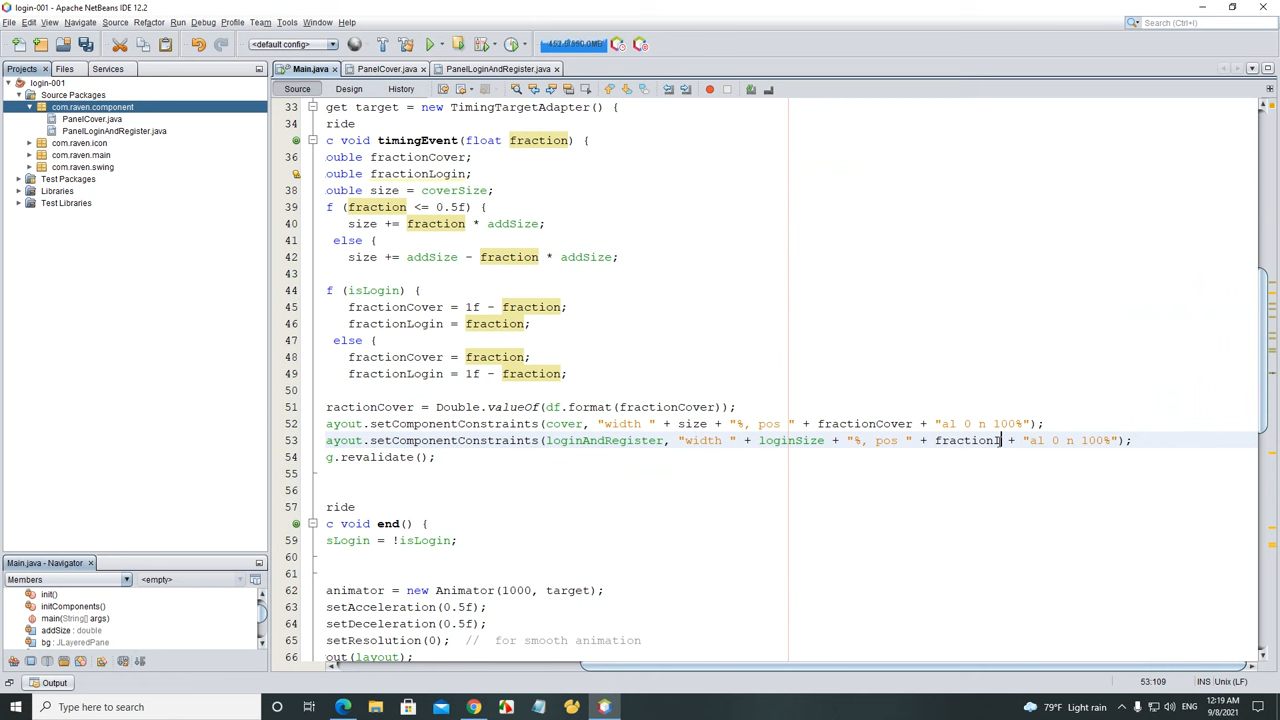 login-001 - Apache NetBeans IDE 12.2
File Edit View Navigate Source Refactor Run Debug Profile Team Tools Window Help
Search (Ctrl+I)
<default config>
Projects Files Services
Main.java PanelCover.java PanelLoginAndRegister.java
Source Design History
login-001
Source Packages
com.raven.component
PanelCover.java
PanelLoginAndRegister.java
com.raven.icon
com.raven.main
com.raven.swing
Test Packages
Libraries
Test Libraries
33 get target = new TimingTargetAdapter() {
34 ride
c void timingEvent(float fraction) {
36 ouble fractionCover;
ouble fractionLogin;
38 ouble size = coverSize;
39 f (fraction <= 0.5f) {
40 size += fraction * addSize;
41 else {
42 size += addSize - fraction * addSize;
43
44 f (isLogin) {
45 fractionCover = 1f - fraction;
46 fractionLogin = fraction;
47 else {
48 fractionCover = fraction;
49 fractionLogin = 1f - fraction;
50
51 ractionCover = Double.valueOf(df.format(fractionCover));
52 ayout.setComponentConstraints(cover, "width " + size + "%, pos " + fractionCover + "al 0 n 100%");
53 ayout.setComponentConstraints(loginAndRegister, "width " + loginSize + "%, pos " + fractionL + "al 0 n 100%");
54 g.revalidate();
55
56
57 ride
c void end() {
59 sLogin = !isLogin;
60
61
62 animator = new Animator(1000, target);
63 setAcceleration(0.5f);
64 setDeceleration(0.5f);
65 setResolution(0); // for smooth animation
66 out(layout);
Main.java - Navigator
Members <empty>
init()
initComponents()
main(String[] args)
addSize : double
bg : JLayeredPane
Output
53:109 INS Unix (LF)
Type here to search
79°F Light rain
12:19 AM
9/8/2021